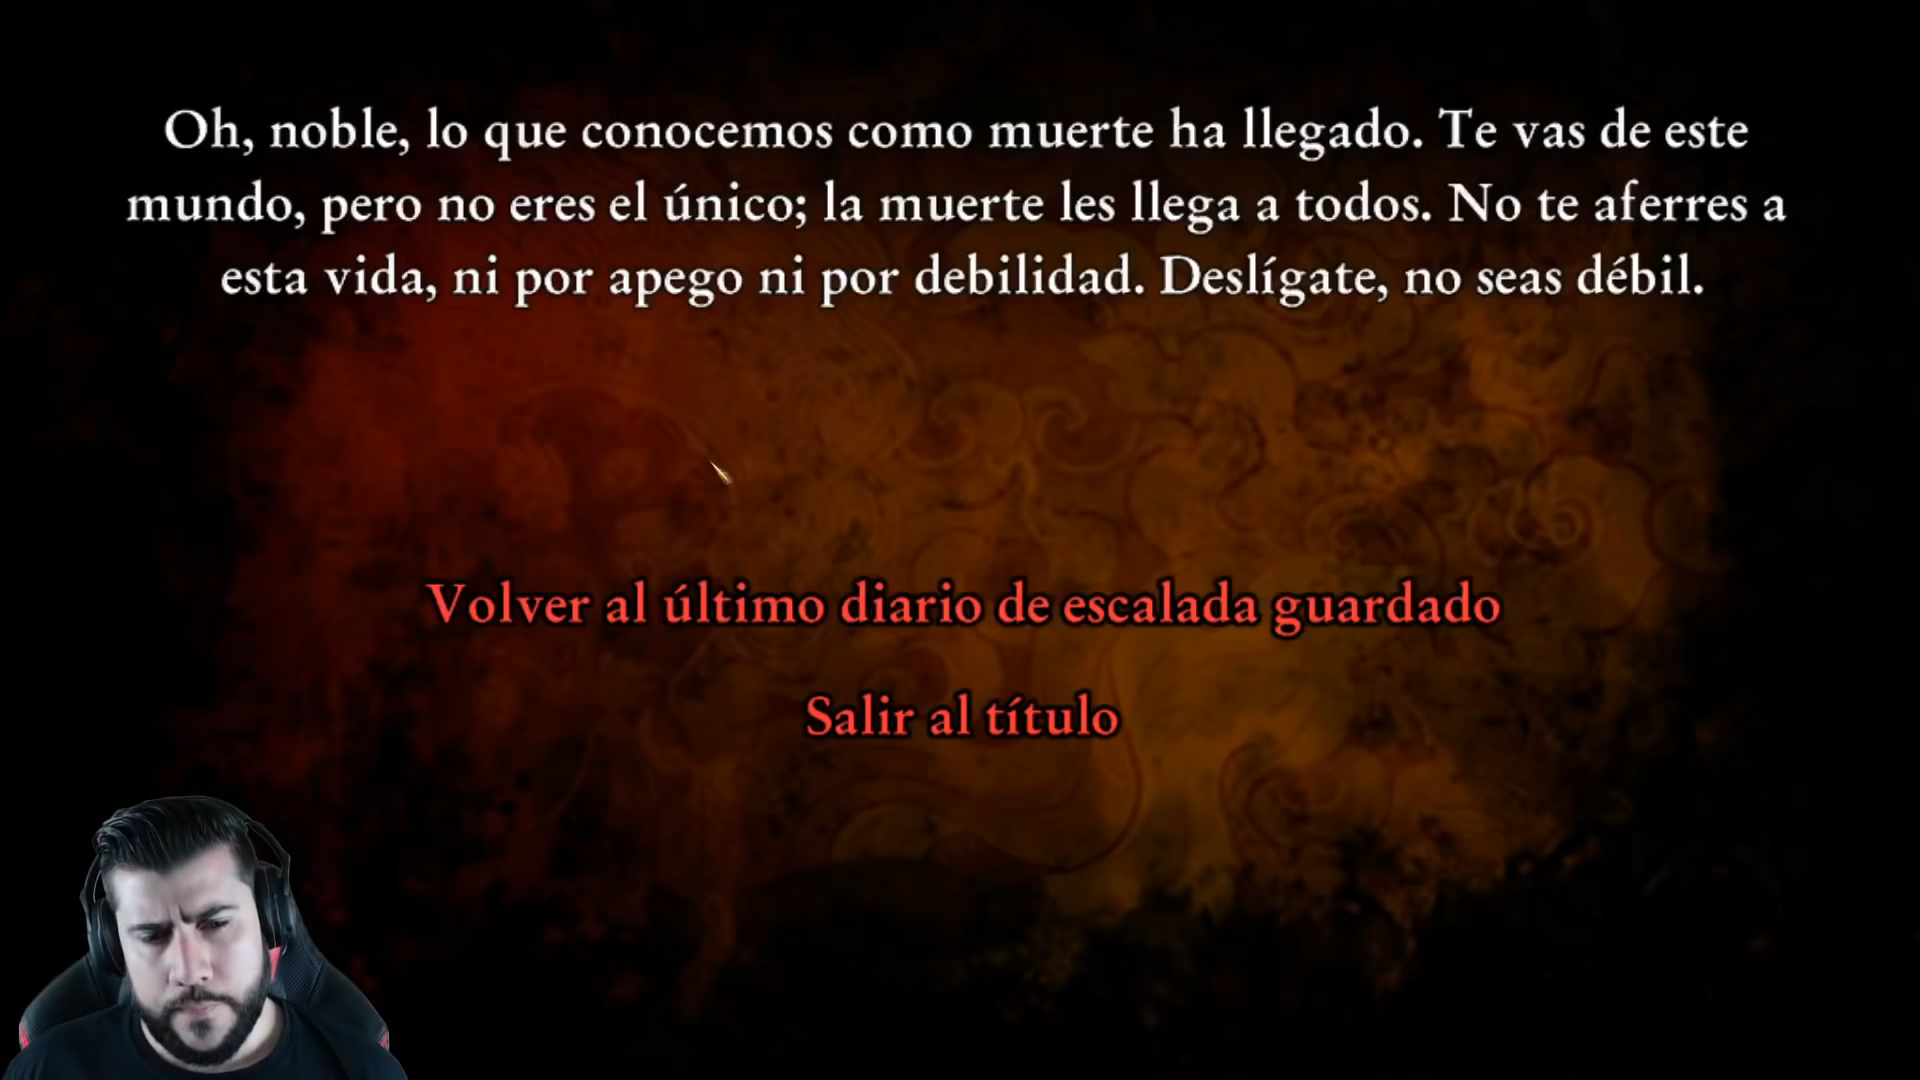 Oh, noble, lo que conocemos como muerte ha llegado. Te vas de este
mundo, pero no eres el único; la muerte les llega a todos. No te aferres a
esta vida, ni por apego ni por debilidad. Deslígate, no seas débil.
Volver al último diario de escalada guardado
Salir al título